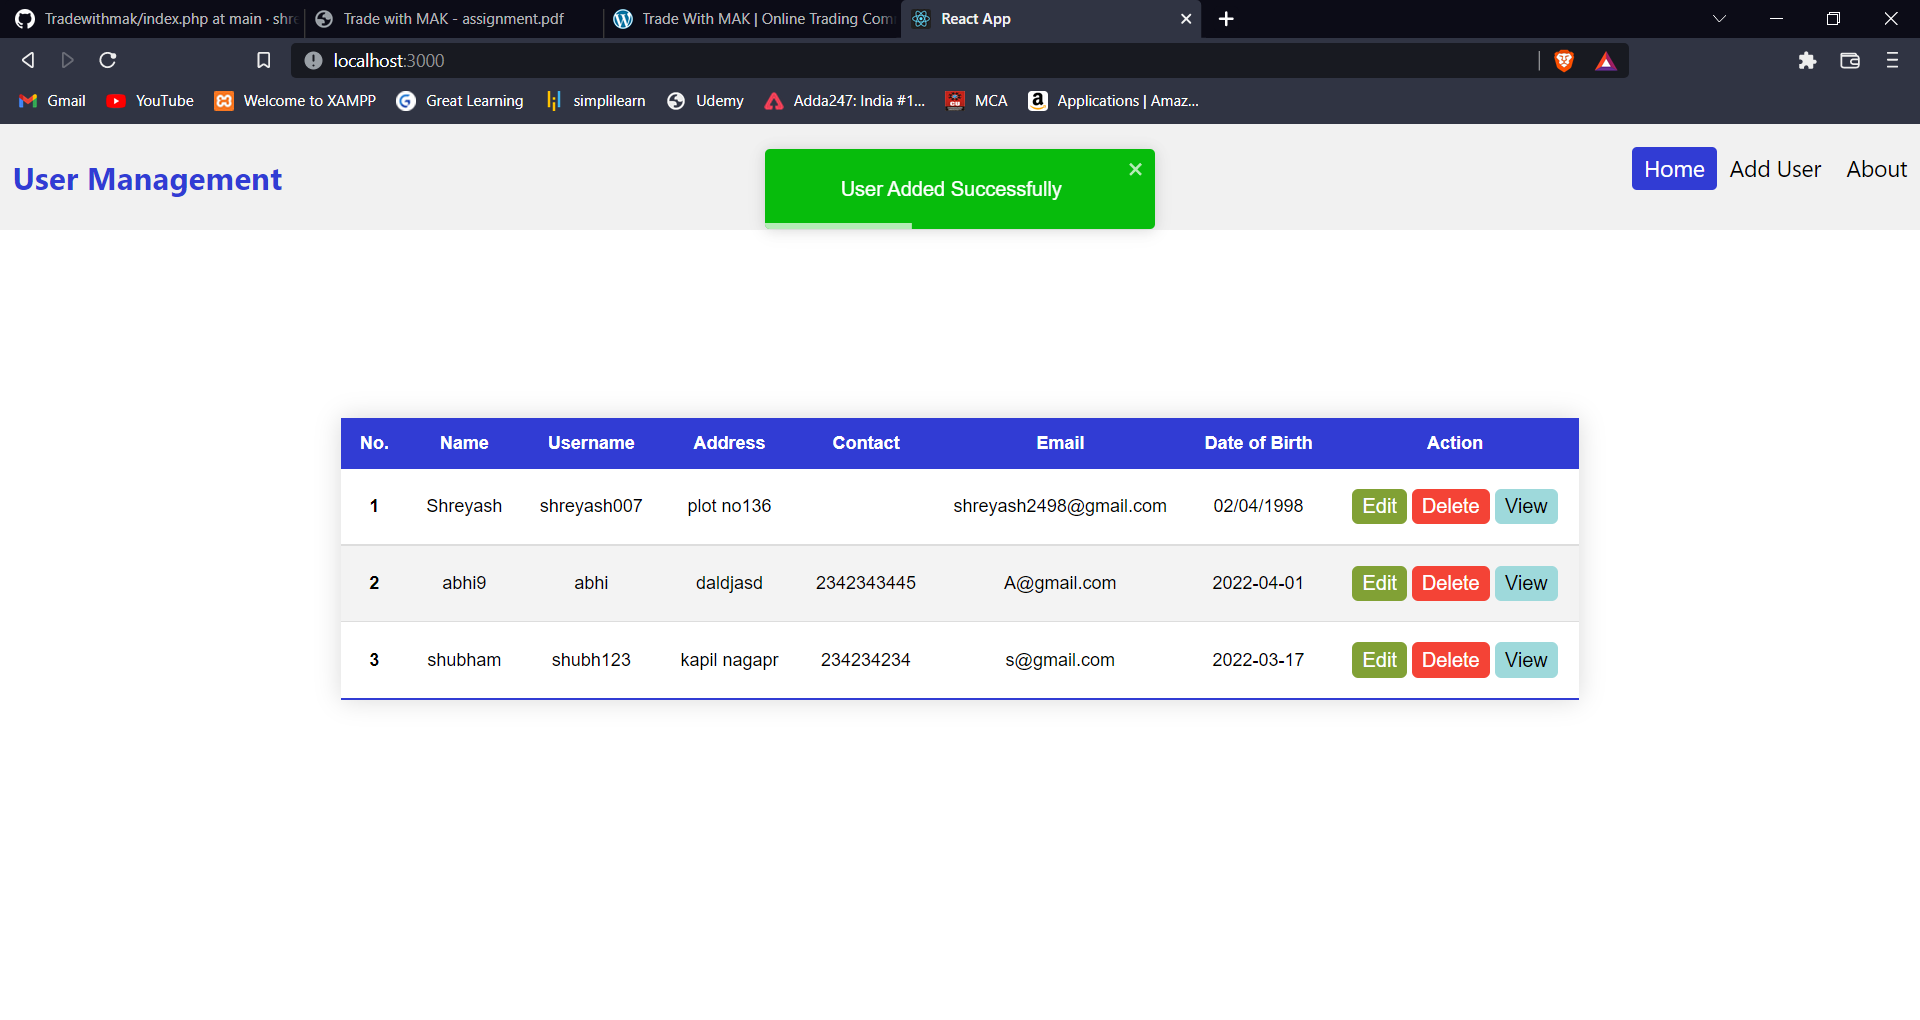 Tradewithmak/index.php at main · shre
Trade with MAK - assignment.pdf
Trade With MAK | Online Trading Com
React App
localhost:3000
Gmail
YouTube
Welcome to XAMPP
Great Learning
simplilearn
Udemy
Adda247: India #1...
MCA
Applications | Amaz...
User Management
User Added Successfully
Home Add User About
No. Name Username Address Contact Email Date of Birth Action
1 Shreyash shreyash007 plot no136 shreyash2498@gmail.com 02/04/1998 Edit Delete View
2 abhi9 abhi daldjasd 2342343445 A@gmail.com 2022-04-01 Edit Delete View
3 shubham shubh123 kapil nagapr 234234234 s@gmail.com 2022-03-17 Edit Delete View